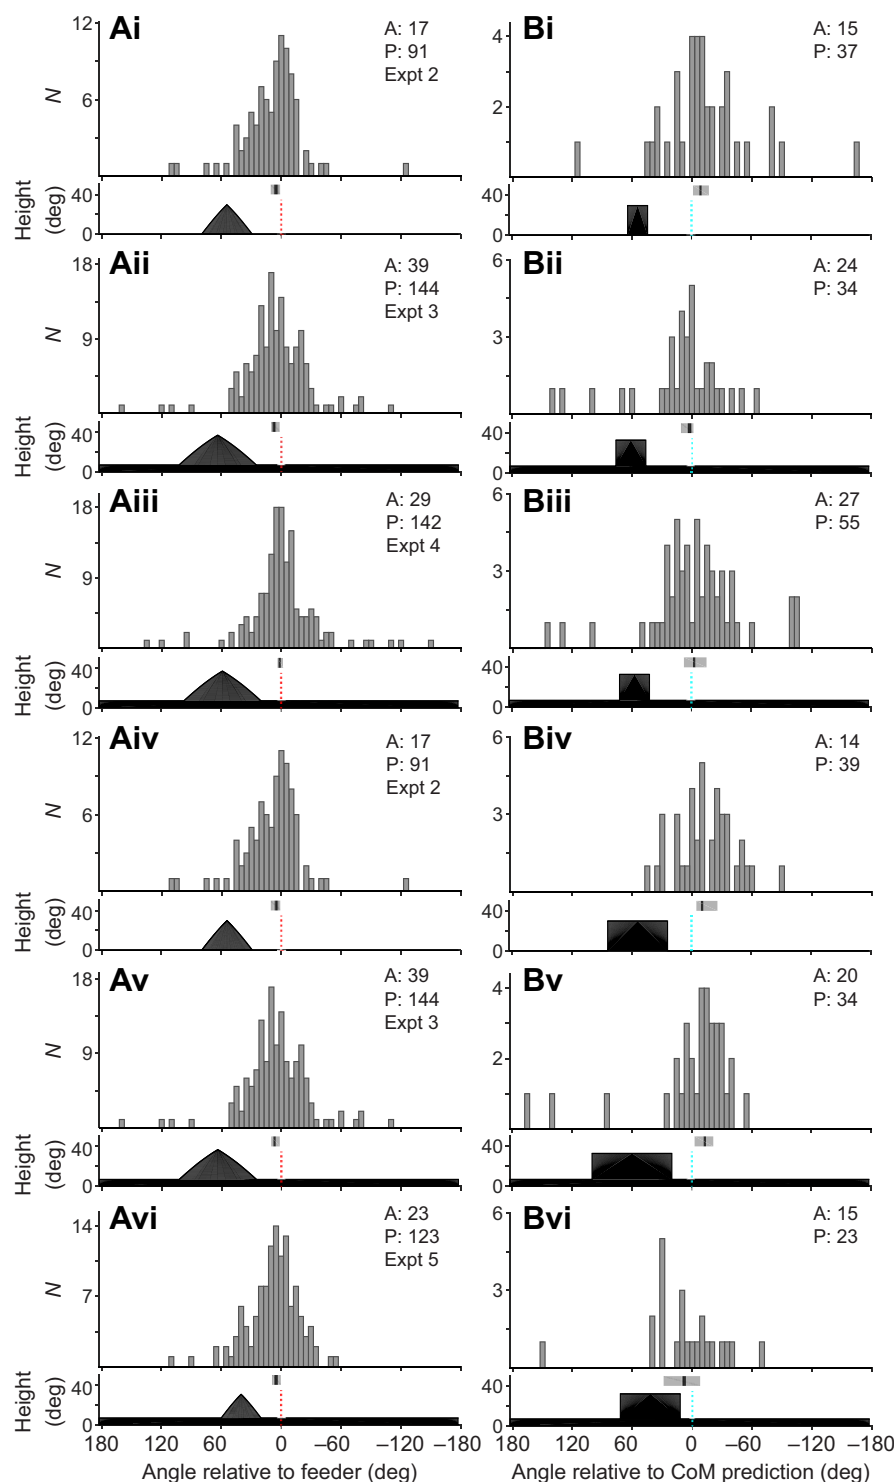 Ai
A: 17
P: 91
Expt 2
12
6
N
40
0
Height
(deg)
Bi
A: 15
P: 37
4
2
40
0
Aii
A: 39
P: 144
Expt 3
18
9
N
40
0
Height
(deg)
Bii
A: 24
P: 34
6
3
40
0
Aiii
A: 29
P: 142
Expt 4
18
9
N
40
0
Height
(deg)
Biii
A: 27
P: 55
6
3
40
0
Aiv
A: 17
P: 91
Expt 2
12
6
N
40
0
Height
(deg)
Biv
A: 14
P: 39
6
3
40
0
Av
A: 39
P: 144
Expt 3
18
9
N
40
0
Height
(deg)
Bv
A: 20
P: 34
4
2
40
0
Avi
A: 23
P: 123
Expt 5
14
7
N
40
0
Height
(deg)
Bvi
A: 15
P: 23
6
3
40
0
180 120 60 0 –60 –120 –180
Angle relative to feeder (deg)
180 120 60 0 –60 –120 –180
Angle relative to CoM prediction (deg)